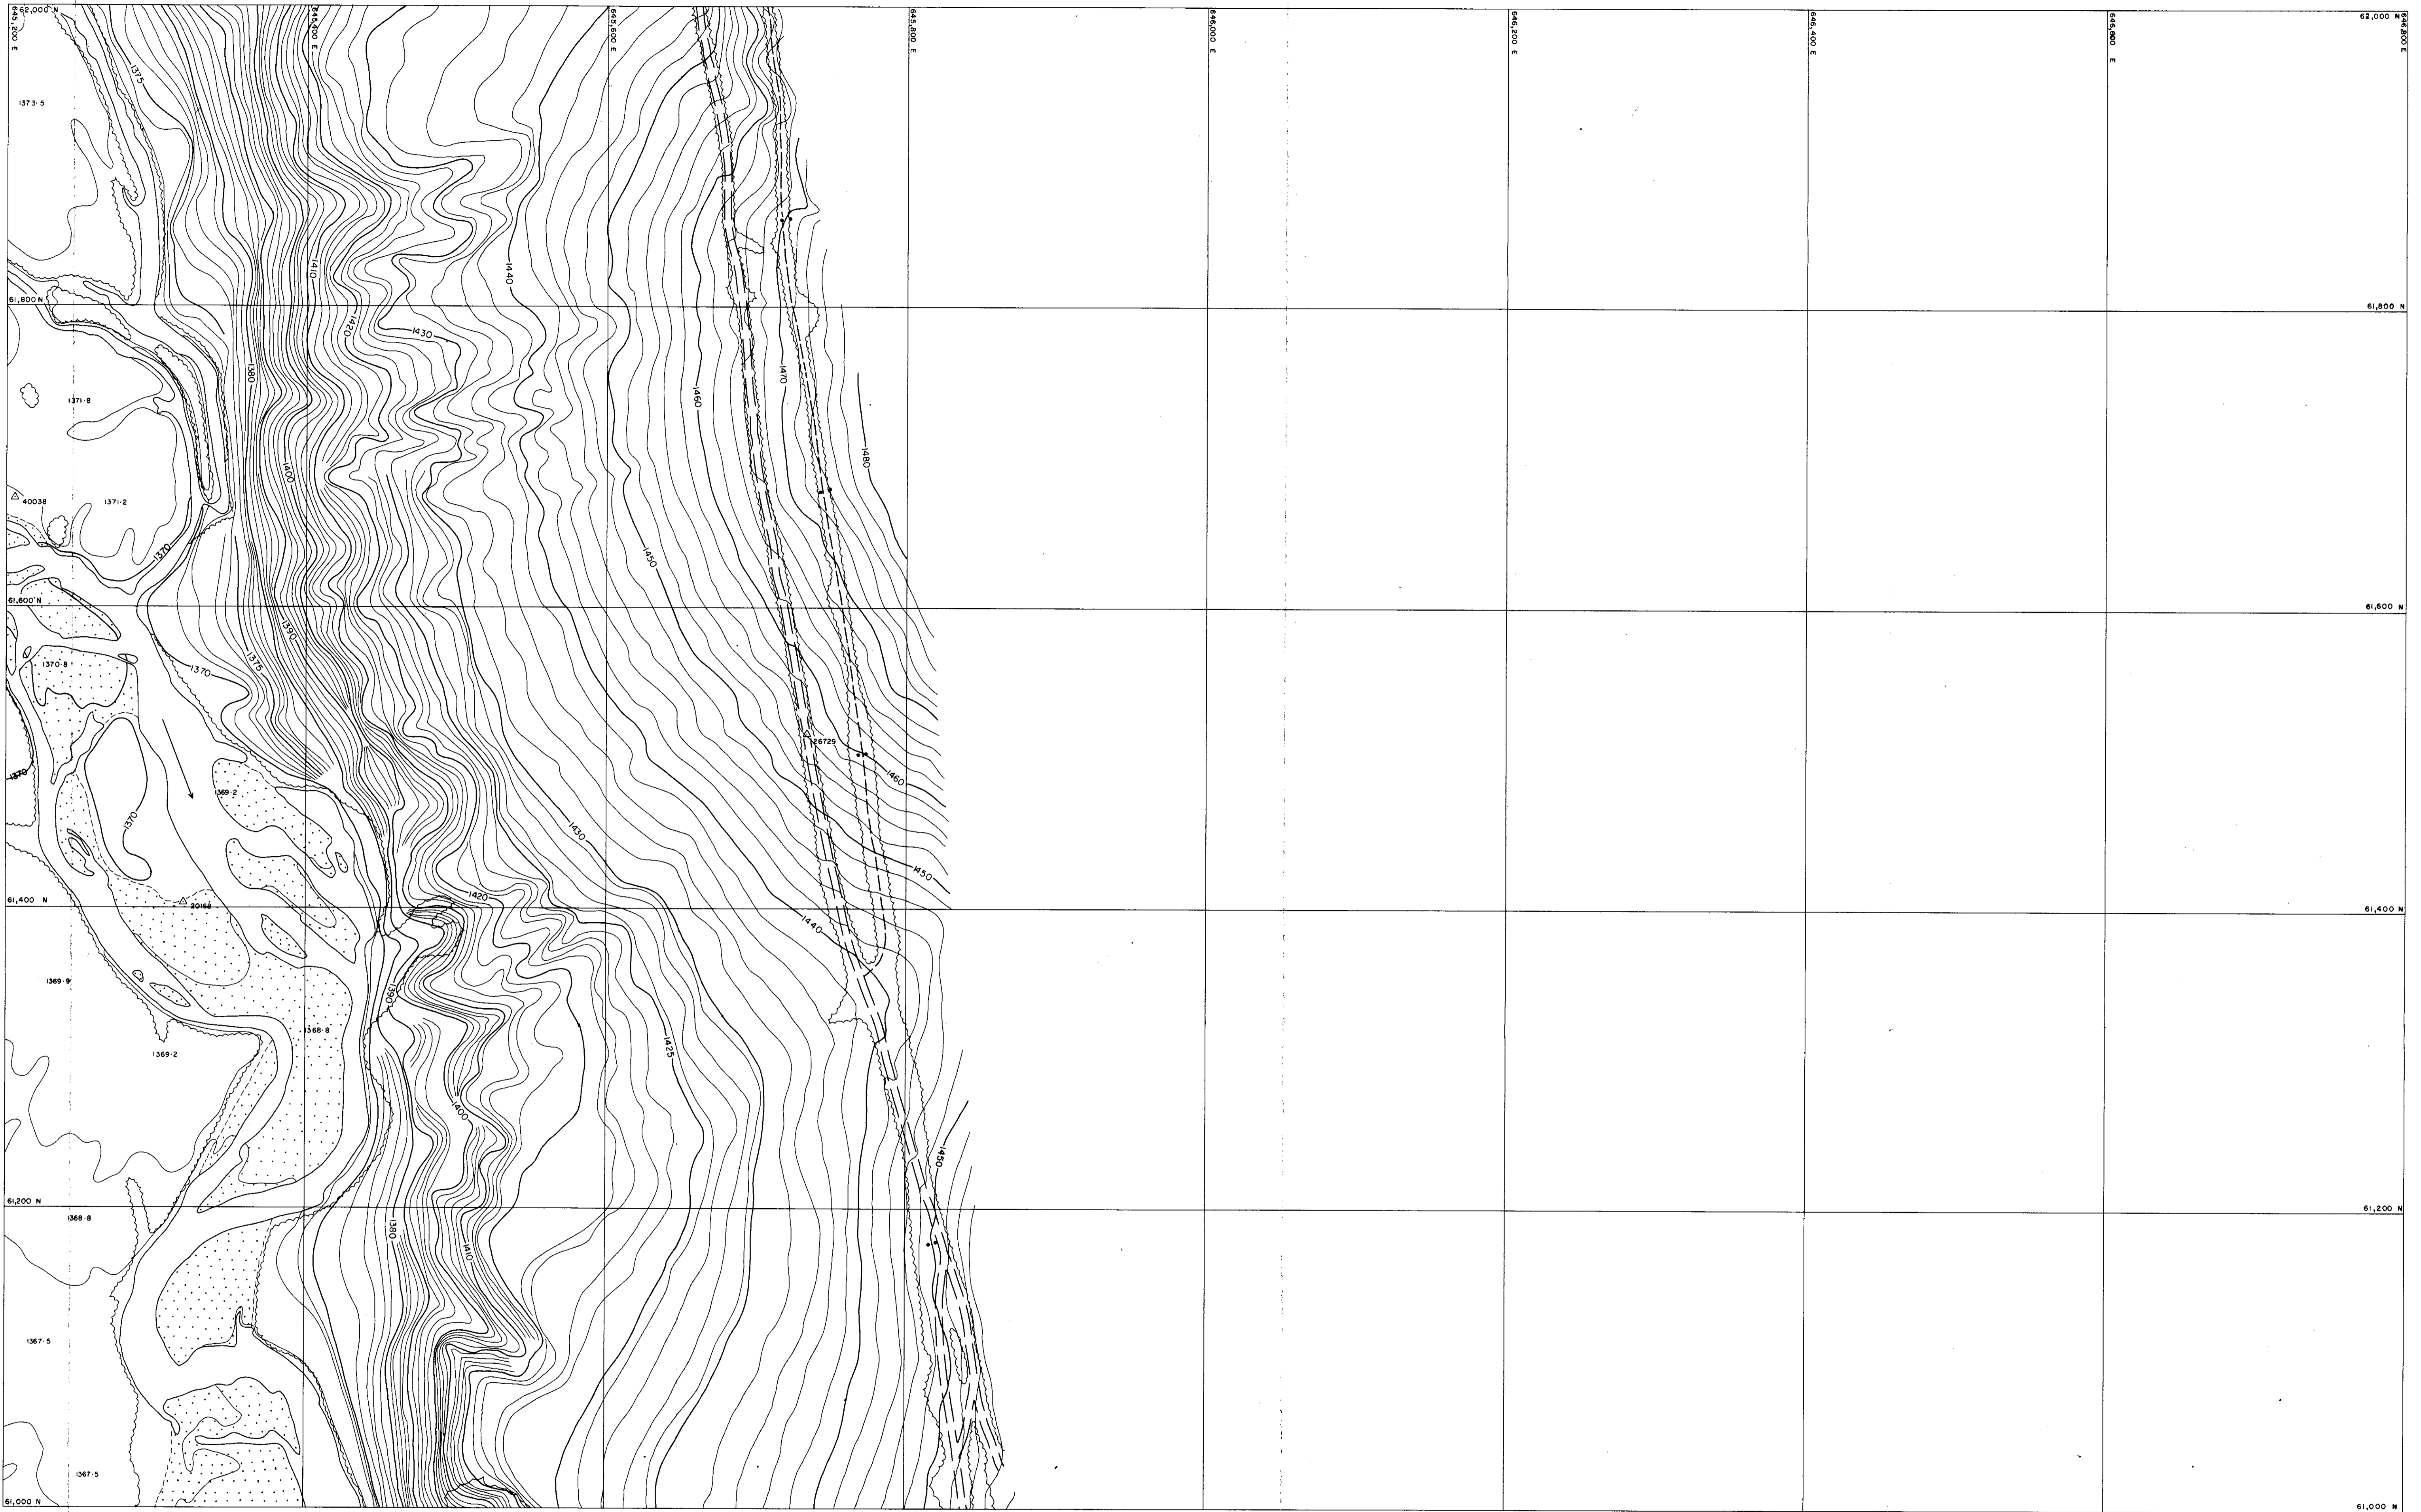 62,000 N
645,200 E
645,400 E
645,600 E
645,800 E
646,000 E
646,200 E
646,400 E
646,600 E
62,000 N
646,800 E
1375
1373·5
1440
1410
61,800 N
61,800 N
1420
1430
1380
1470
1460
1371·8
1480
1400
40038
1371·2
1370
1450
61,600 N
61,600 N
1390
1375
1370
1370·8
26729
1370
1460
1369·2
1370
1430
1450
1420
61,400 N
20168
61,400 N
1440
1369·9
1390
1368·8
1425
1369·2
1400
1450
61,200 N
61,200 N
1368·8
1380
1410
1367·5
1367·5
61,000 N
61,000 N